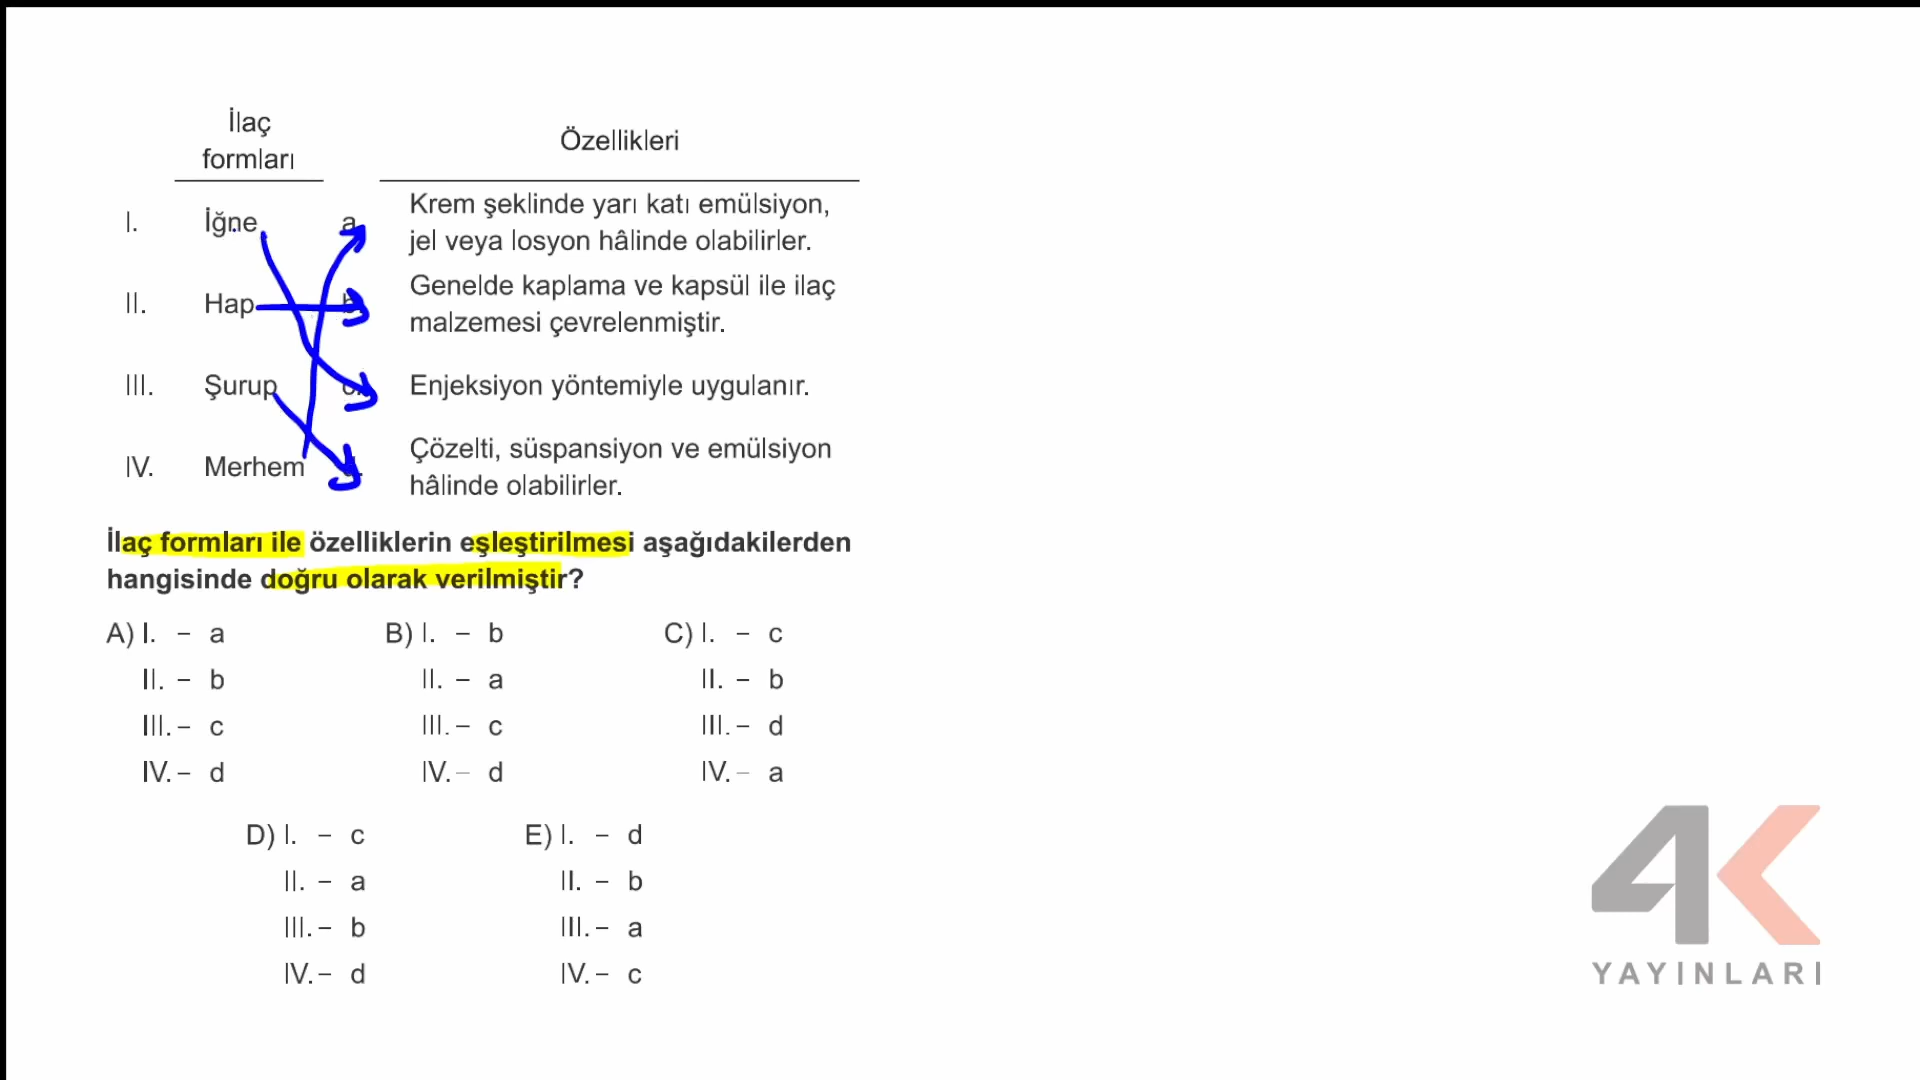 İlaç
formları
Özellikleri
I. İğne a. Krem şeklinde yarı katı emülsiyon,
jel veya losyon hâlinde olabilirler.
II. Hap b. Genelde kaplama ve kapsül ile ilaç
malzemesi çevrelenmiştir.
III. Şurup c. Enjeksiyon yöntemiyle uygulanır.
IV. Merhem d. Çözelti, süspansiyon ve emülsiyon
hâlinde olabilirler.
İlaç formları ile özelliklerin eşleştirilmesi aşağıdakilerden
hangisinde doğru olarak verilmiştir?
A) I. – a B) I. – b C) I. – c
II. – b II. – a II. – b
III. – c III. – c III. – d
IV. – d IV. – d IV. – a
D) I. – c E) I. – d
II. – a II. – b
III. – b III. – a
IV. – d IV. – c
4K
YAYINLARI